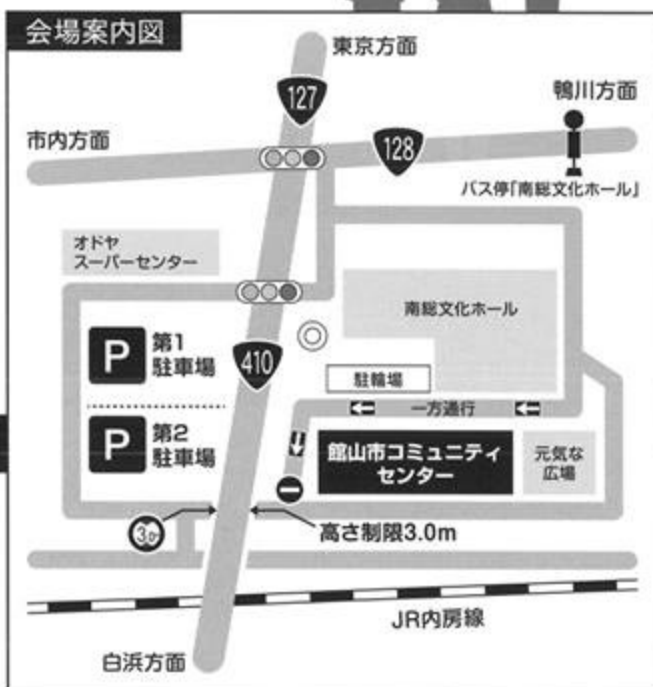 会場案内図
東京方面
127
鴨川方面
市内方面
128
バス停「南総文化ホール」
オドヤ
スーパーセンター
南総文化ホール
P
第1
駐車場
410
駐輪場
一方通行
P
第2
駐車場
館山市コミュニティ
センター
元気な
広場
3.0
高さ制限3.0m
JR内房線
白浜方面